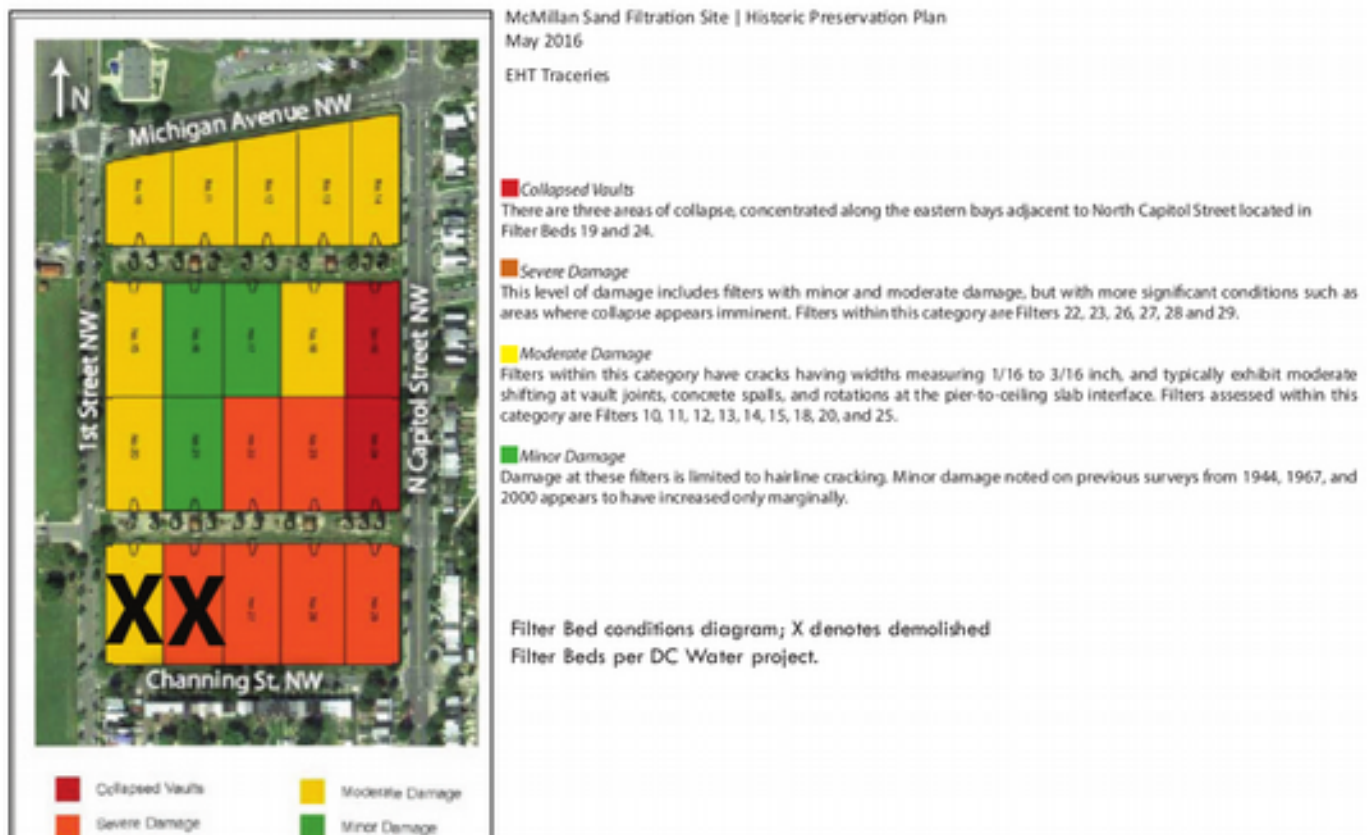 McMillan Sand Filtration Site | Historic Preservation Plan
May 2016
EHT Traceries
N
Michigan Avenue NW
1st Street NW
N Capitol Street NW
Channing St. NW
X X
Collapsed Vaults
Severe Damage
Moderate Damage
Minor Damage
Collapsed Vaults
There are three areas of collapse, concentrated along the eastern bays adjacent to North Capitol Street located in
Filter Beds 19 and 24.
Severe Damage
This level of damage includes filters with minor and moderate damage, but with more significant conditions such as
areas where collapse appears imminent. Filters within this category are Filters 22, 23, 26, 27, 28 and 29.
Moderate Damage
Filters within this category have cracks having widths measuring 1/16 to 3/16 inch, and typically exhibit moderate
shifting at vault joints, concrete spalls, and rotations at the pier-to-ceiling slab interface. Filters assessed within this
category are Filters 10, 11, 12, 13, 14, 15, 18, 20, and 25.
Minor Damage
Damage at these filters is limited to hairline cracking. Minor damage noted on previous surveys from 1944, 1967, and
2000 appears to have increased only marginally.
Filter Bed conditions diagram; X denotes demolished
Filter Beds per DC Water project.